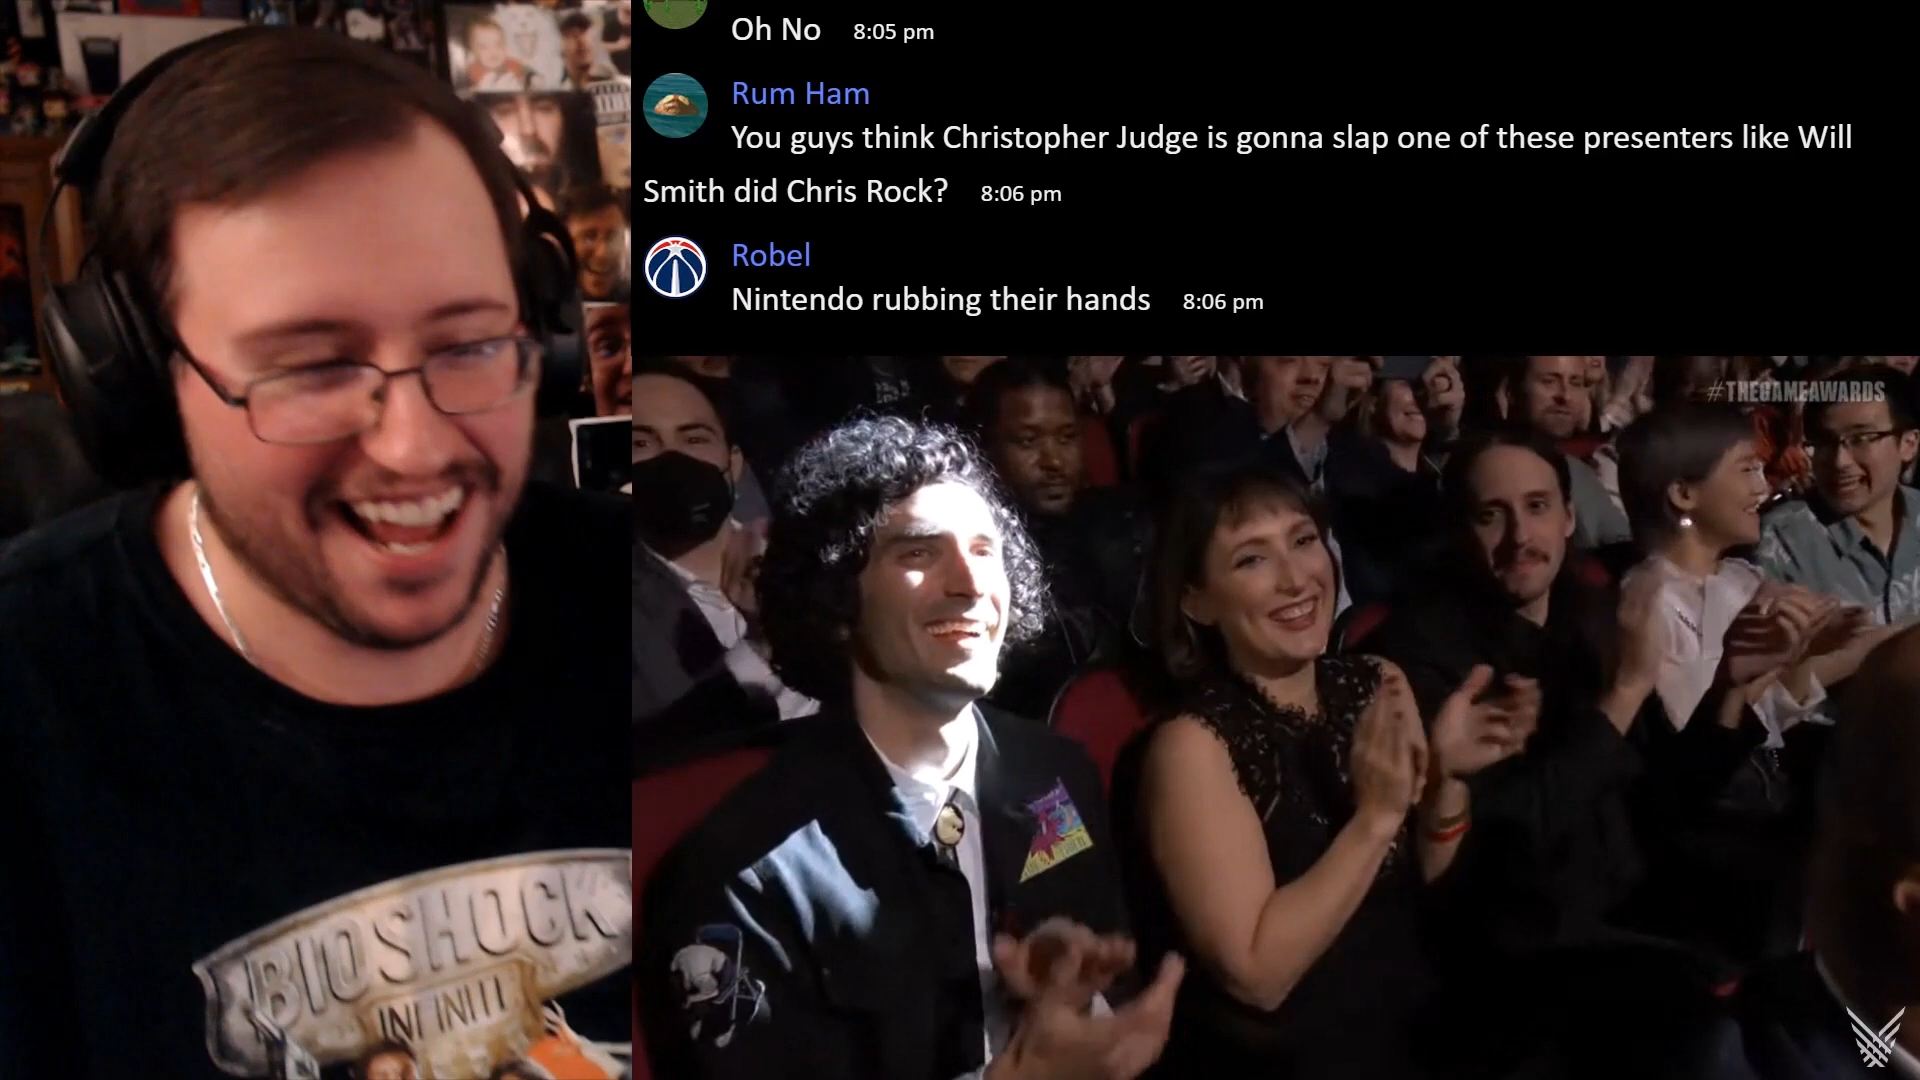 Oh No 8:05 pm
Rum Ham
You guys think Christopher Judge is gonna slap one of these presenters like Will
Smith did Chris Rock? 8:06 pm
Robel
Nintendo rubbing their hands 8:06 pm
#THEGAMEAWARDS
BIOSHOCK
INFINITE